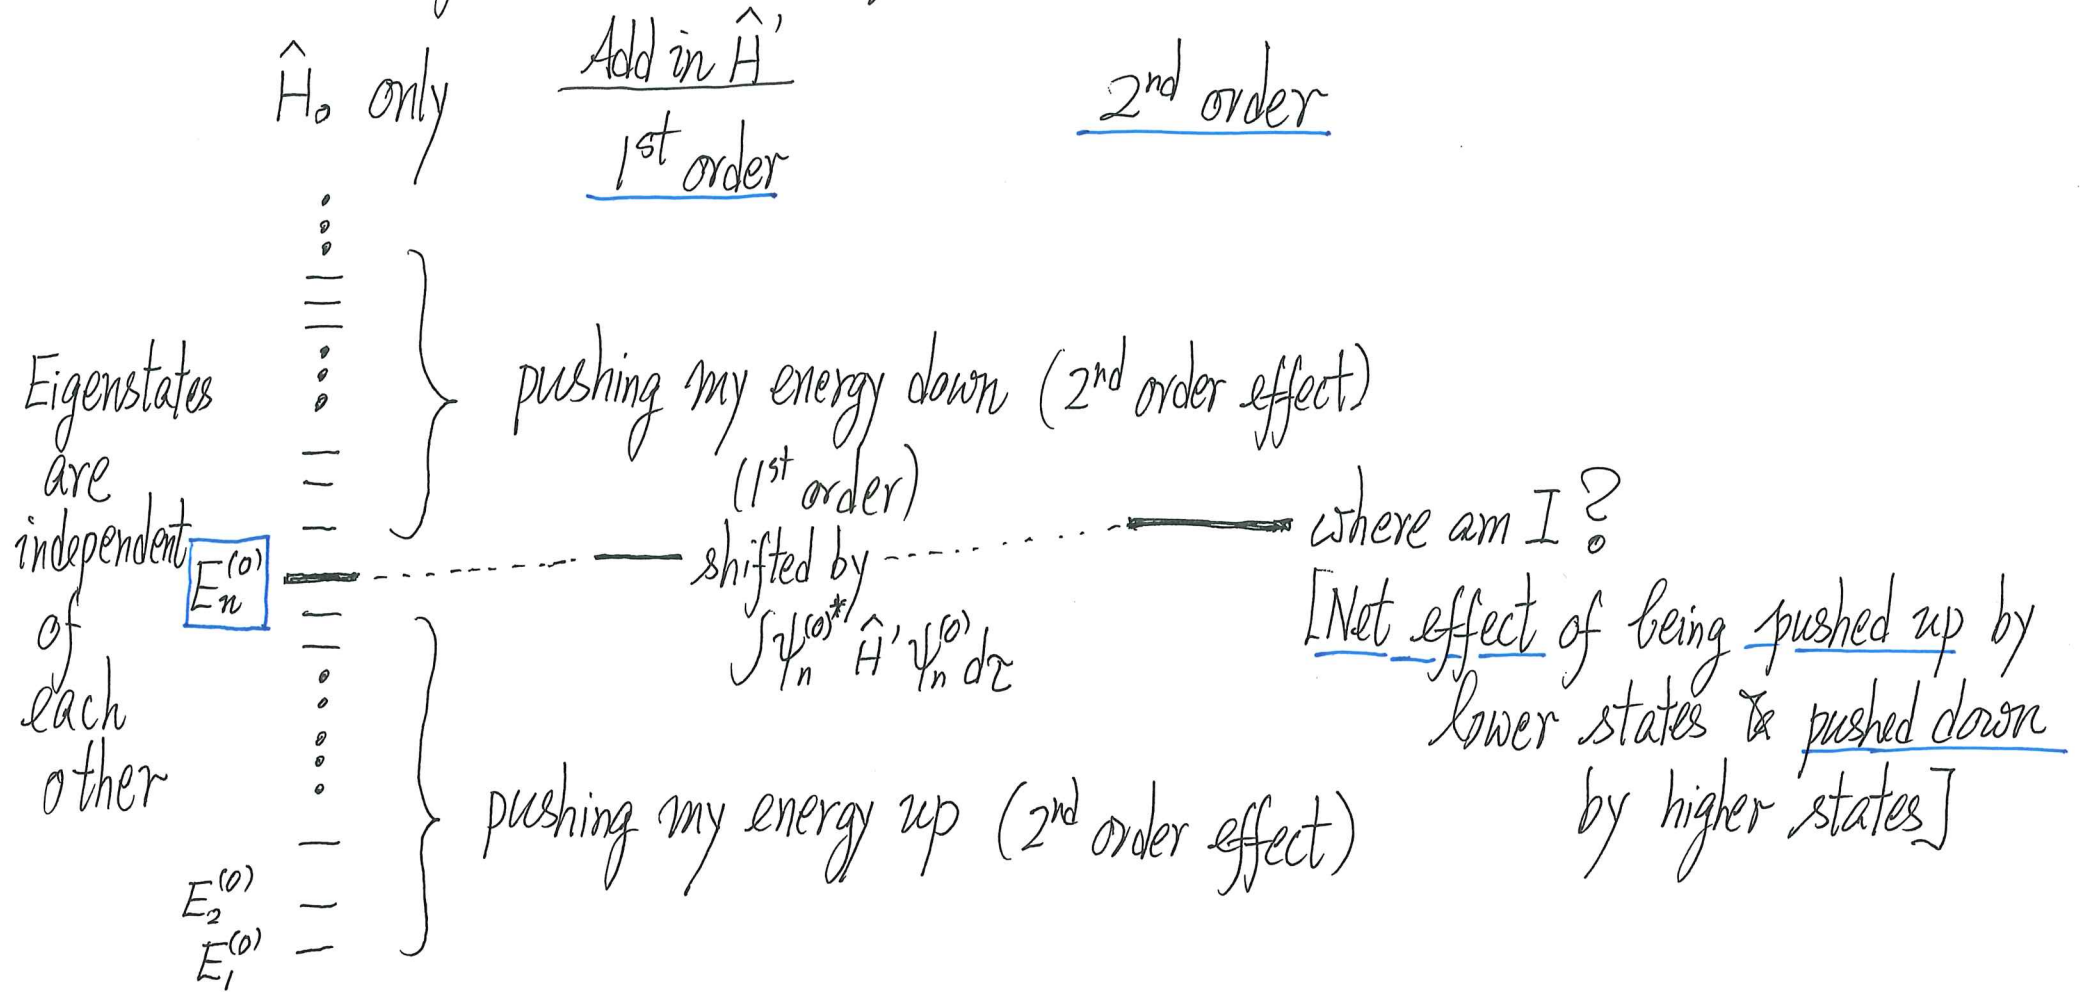 Ĥ₀ only
Add in Ĥ'
1st order
2nd order
pushing my energy down (2nd order effect)
Eigenstates
are
independent
of
each
other
E_n^(0)
(1st order)
shifted by
∫ψ_n^(0)* Ĥ' ψ_n^(0) dτ
where am I?
[Net effect of being pushed up by
lower states & pushed down
by higher states]
pushing my energy up (2nd order effect)
E_2^(0)
E_1^(0)